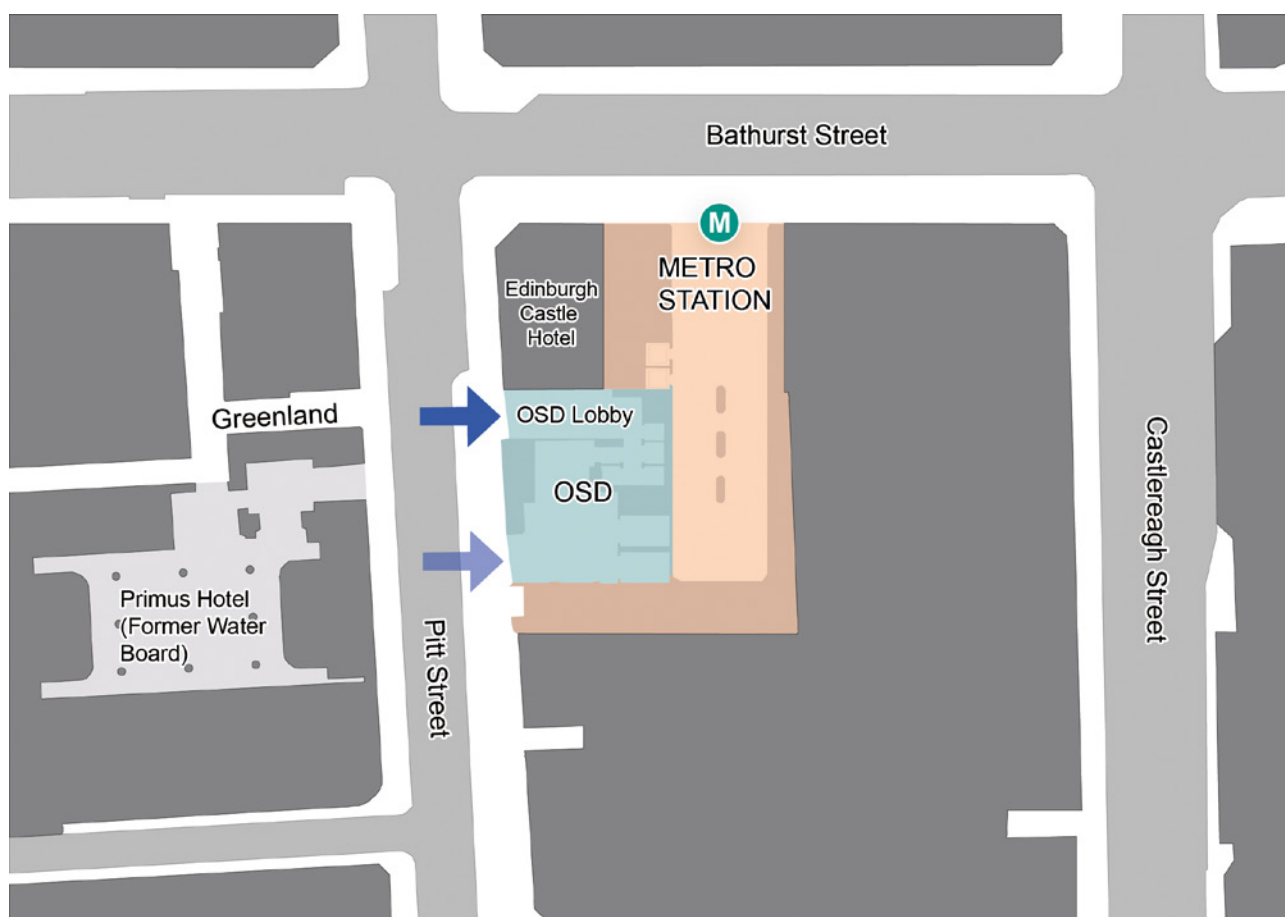 Bathurst Street
M
METRO
STATION
Edinburgh
Castle
Hotel
Greenland
OSD Lobby
OSD
Castlereagh Street
Primus Hotel
(Former Water
Board)
Pitt Street